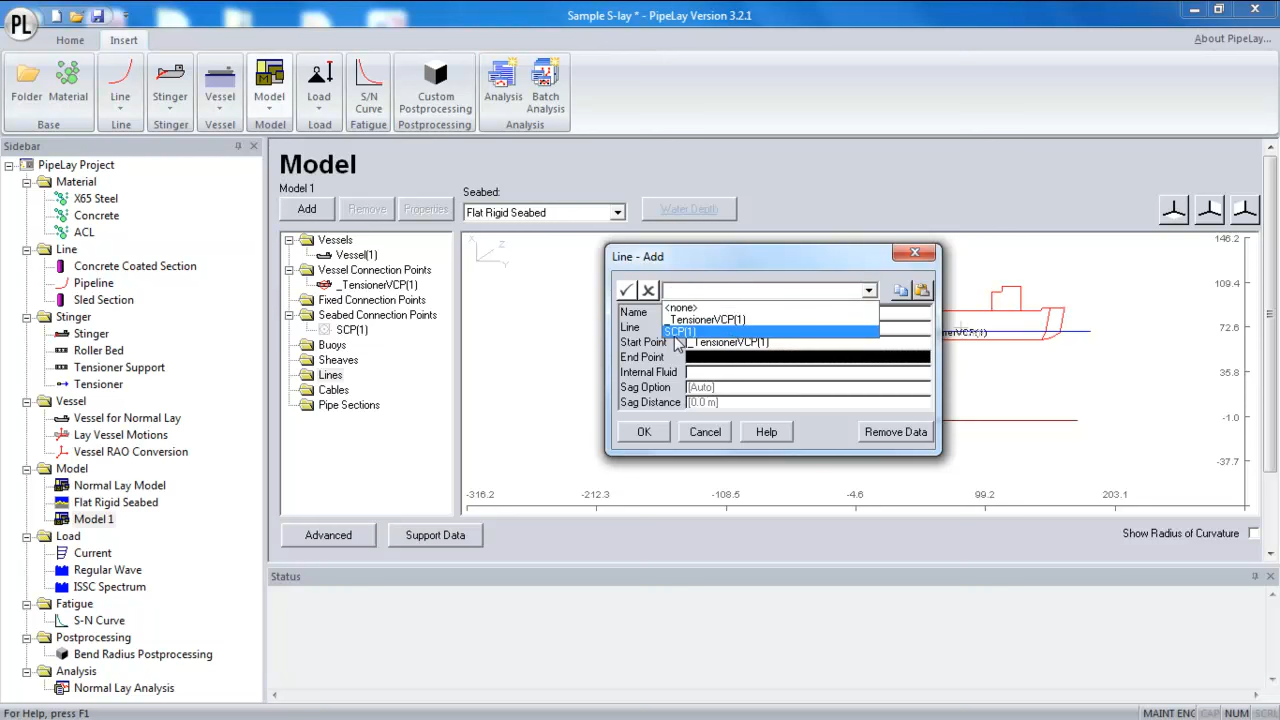 Sample S-lay * - PipeLay Version 3.2.1
PL
Home
Insert
About PipeLay...
Folder
Material
Line
Stinger
Vessel
Model
Load
S/N Curve
Custom Postprocessing
Analysis
Batch Analysis
Base
Line
Stinger
Vessel
Model
Load
Fatigue
Postprocessing
Analysis
Sidebar
PipeLay Project
Material
X65 Steel
Concrete
ACL
Line
Concrete Coated Section
Pipeline
Sled Section
Stinger
Stinger
Roller Bed
Tensioner Support
Tensioner
Vessel
Vessel for Normal Lay
Lay Vessel Motions
Vessel RAO Conversion
Model
Normal Lay Model
Flat Rigid Seabed
Model 1
Load
Current
Regular Wave
ISSC Spectrum
Fatigue
S-N Curve
Postprocessing
Bend Radius Postprocessing
Analysis
Normal Lay Analysis
Model
Model 1
Seabed:
Add
Remove
Properties
Flat Rigid Seabed
Water Depth
Vessels
Vessel(1)
Vessel Connection Points
_TensionerVCP(1)
Fixed Connection Points
Seabed Connection Points
SCP(1)
Buoys
Sheaves
Lines
Cables
Pipe Sections
X
Z
Y
146.2
109.4
72.6
35.8
-1.0
-37.7
-316.2
-212.3
-108.5
-4.6
99.2
203.1
Line - Add
<none>
_TensionerVCP(1)
SCP(1)
Name
Line
Start Point
_TensionerVCP(1)
End Point
Internal Fluid
Sag Option
[Auto]
Sag Distance
[0.0 m]
OK
Cancel
Help
Remove Data
Advanced
Support Data
Show Radius of Curvature
Status
For Help, press F1
MAINT ENG
CAP
NUM
SCRL